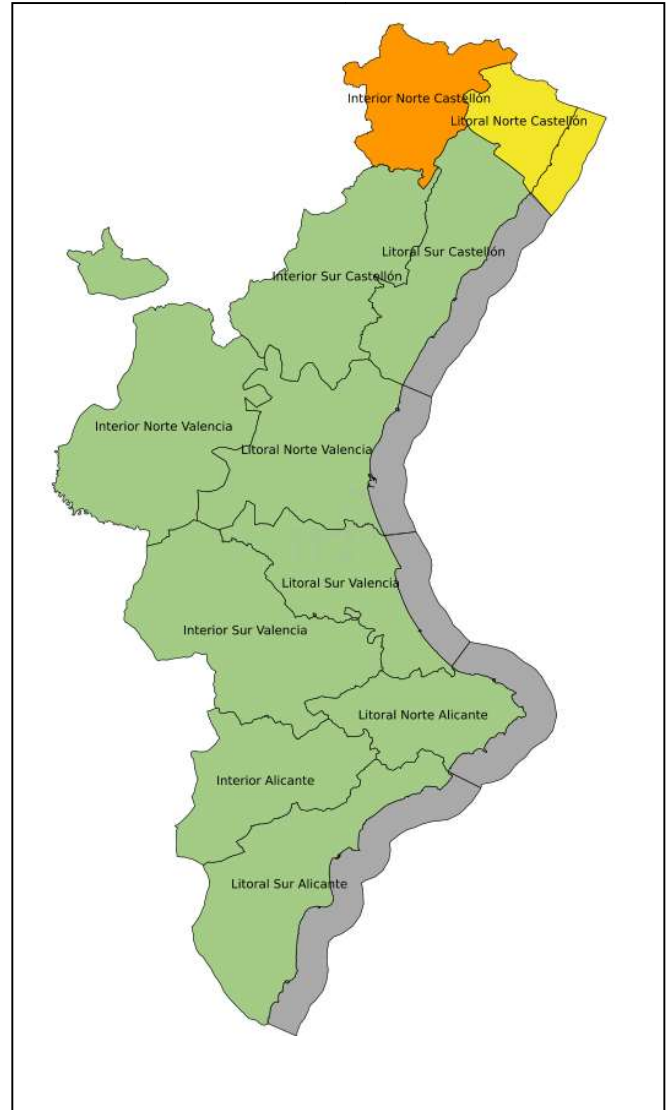 Interior Norte Castellón
Litoral Norte Castellón
Litoral Sur Castellón
Interior Sur Castellón
Interior Norte Valencia
Litoral Norte Valencia
Litoral Sur Valencia
Interior Sur Valencia
Litoral Norte Alicante
Interior Alicante
Litoral Sur Alicante